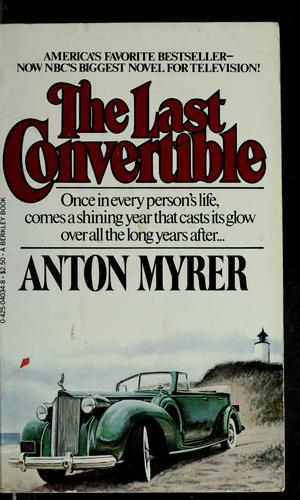 AMERICA'S FAVORITE BESTSELLER—
NOW NBC'S BIGGEST NOVEL FOR TELEVISION!
The Last
Convertible
Once in every person's life,
comes a shining year that casts its glow
over all the long years after...
ANTON MYRER
0-425-04034-8 • $2.50 • A BERKLEY BOOK